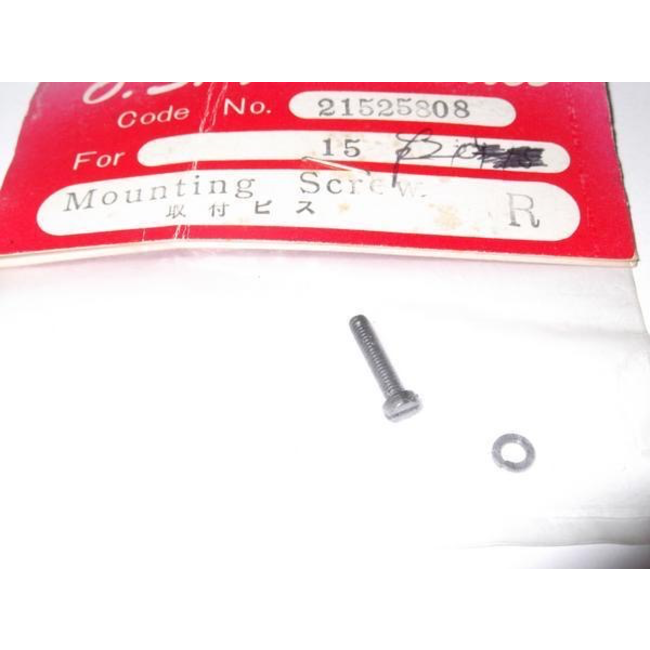 Code No. 21525808
For 15
Mounting Screw.
取付ビス R